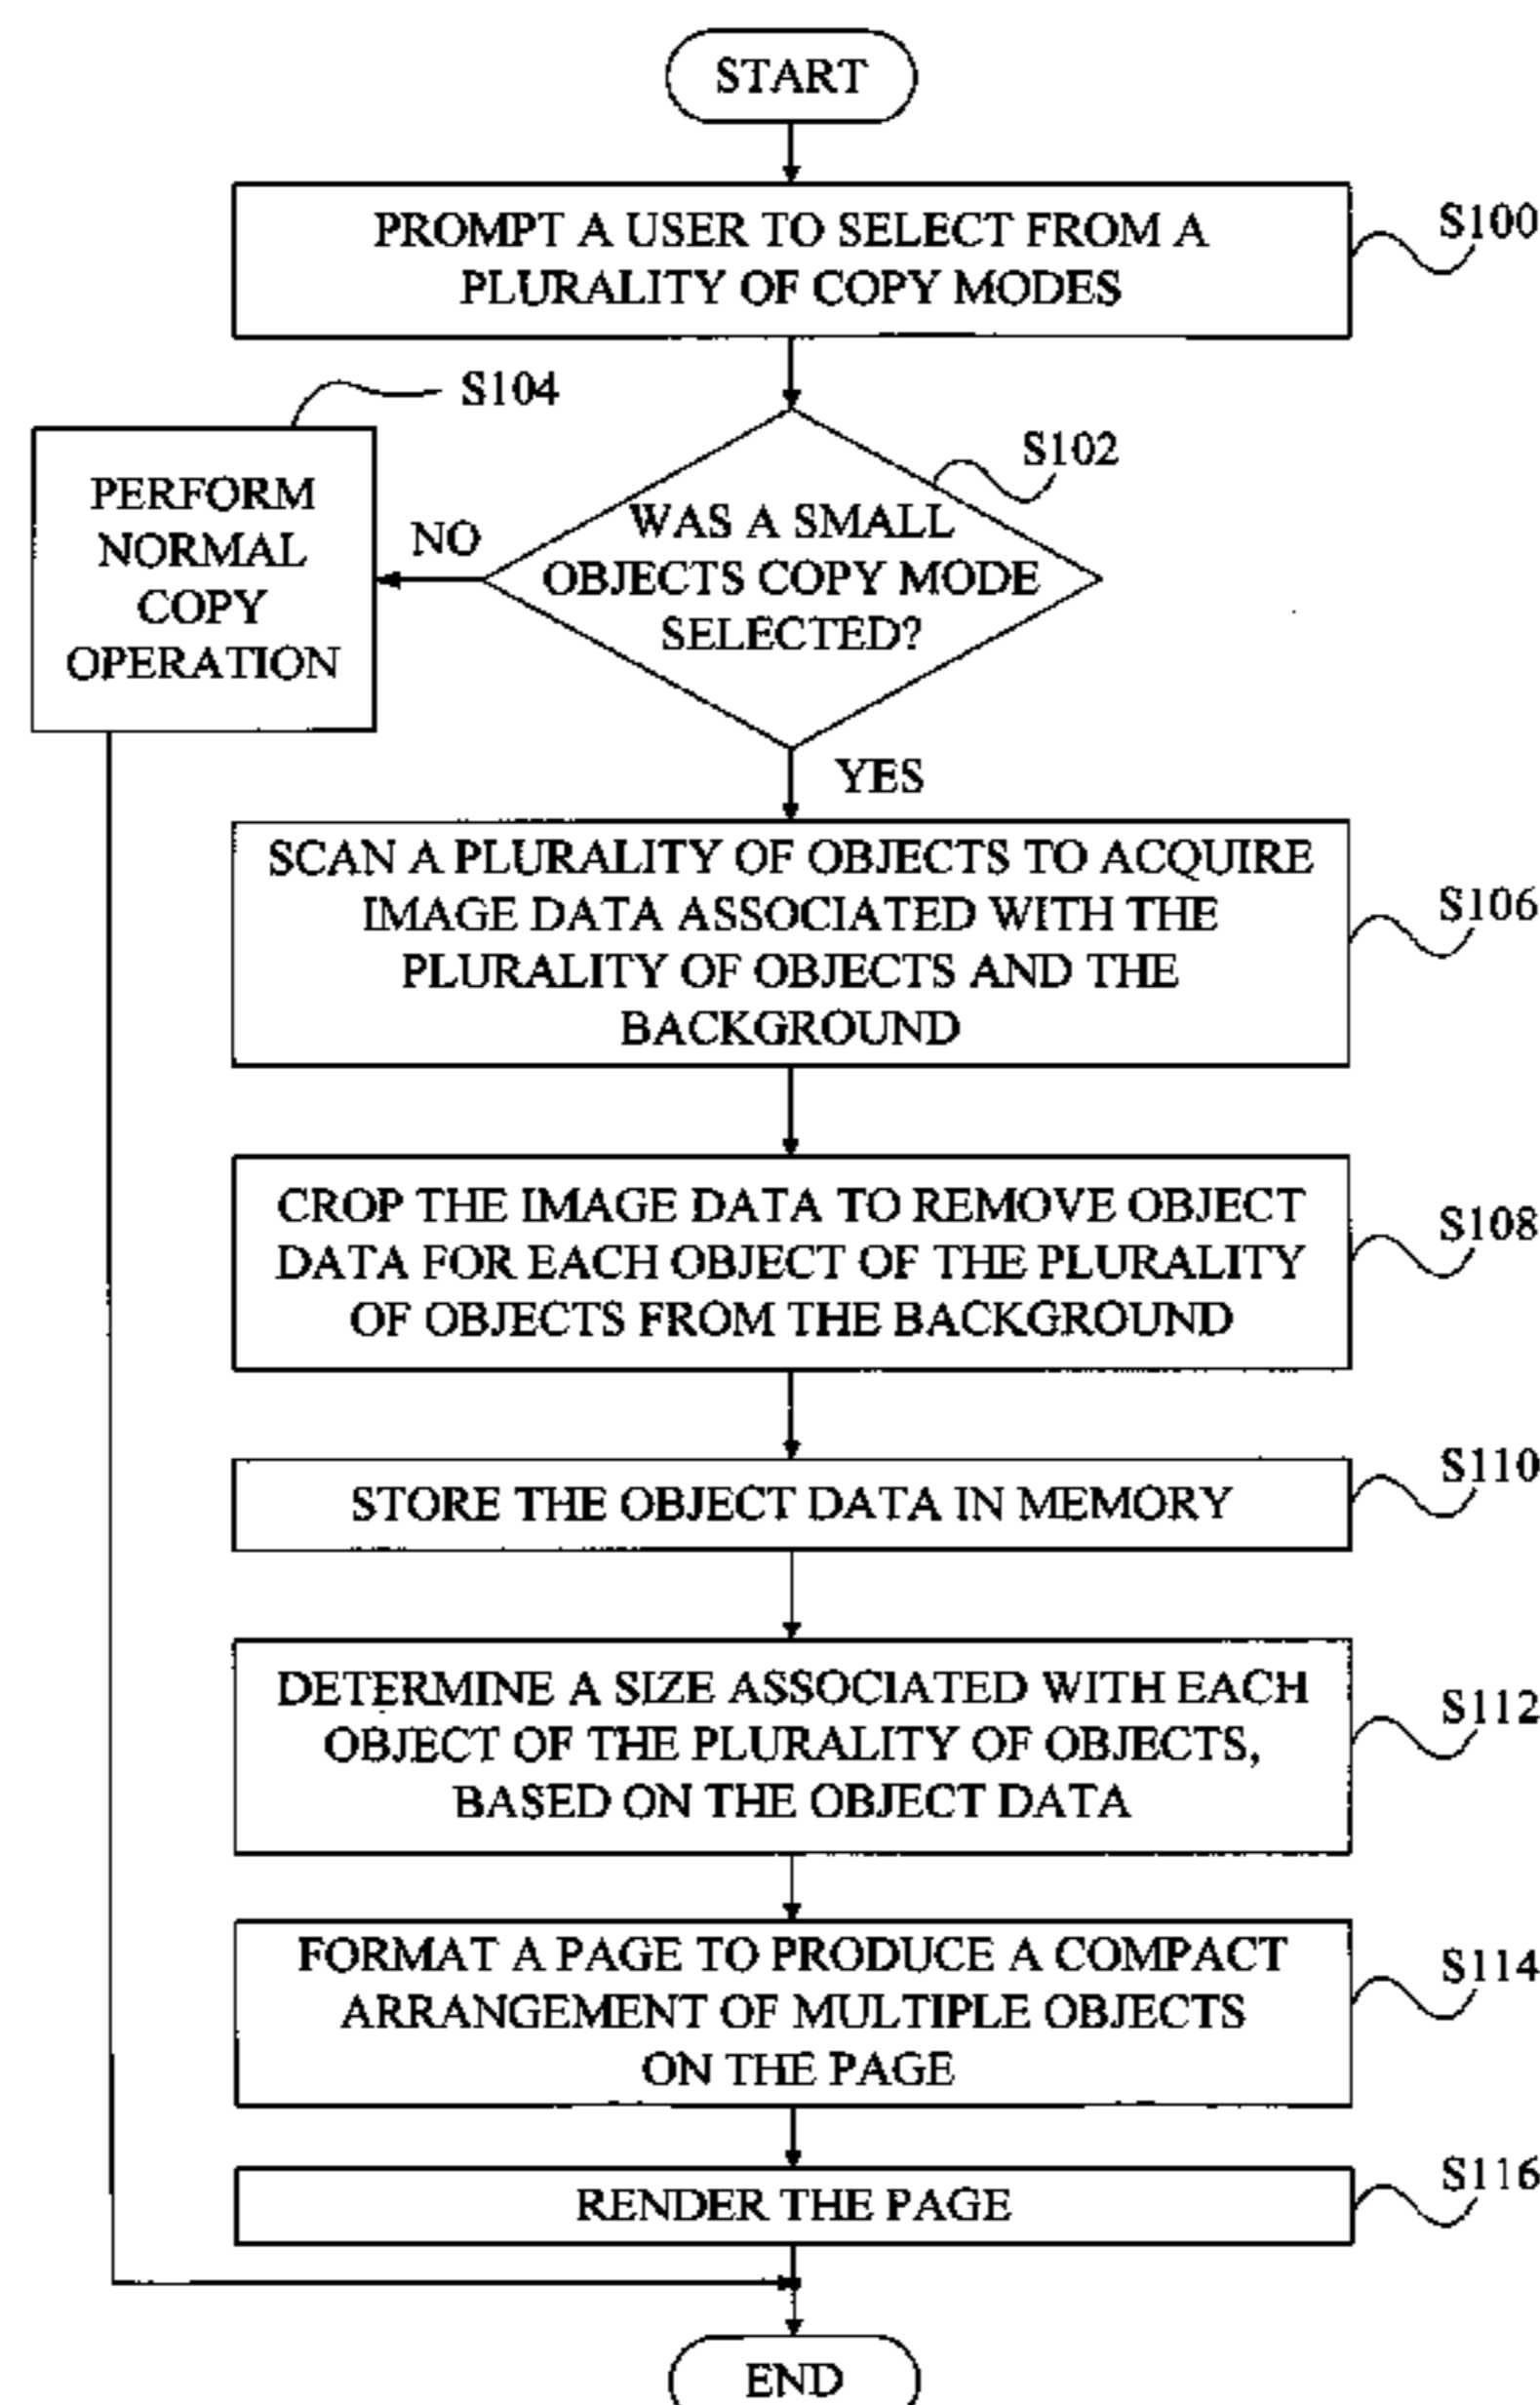 START
PROMPT A USER TO SELECT FROM A
PLURALITY OF COPY MODES
S100
S104
PERFORM
NORMAL
COPY
OPERATION
NO
S102
WAS A SMALL
OBJECTS COPY MODE
SELECTED?
YES
SCAN A PLURALITY OF OBJECTS TO ACQUIRE
IMAGE DATA ASSOCIATED WITH THE
PLURALITY OF OBJECTS AND THE
BACKGROUND
S106
CROP THE IMAGE DATA TO REMOVE OBJECT
DATA FOR EACH OBJECT OF THE PLURALITY
OF OBJECTS FROM THE BACKGROUND
S108
STORE THE OBJECT DATA IN MEMORY
S110
DETERMINE A SIZE ASSOCIATED WITH EACH
OBJECT OF THE PLURALITY OF OBJECTS,
BASED ON THE OBJECT DATA
S112
FORMAT A PAGE TO PRODUCE A COMPACT
ARRANGEMENT OF MULTIPLE OBJECTS
ON THE PAGE
S114
RENDER THE PAGE
S116
END